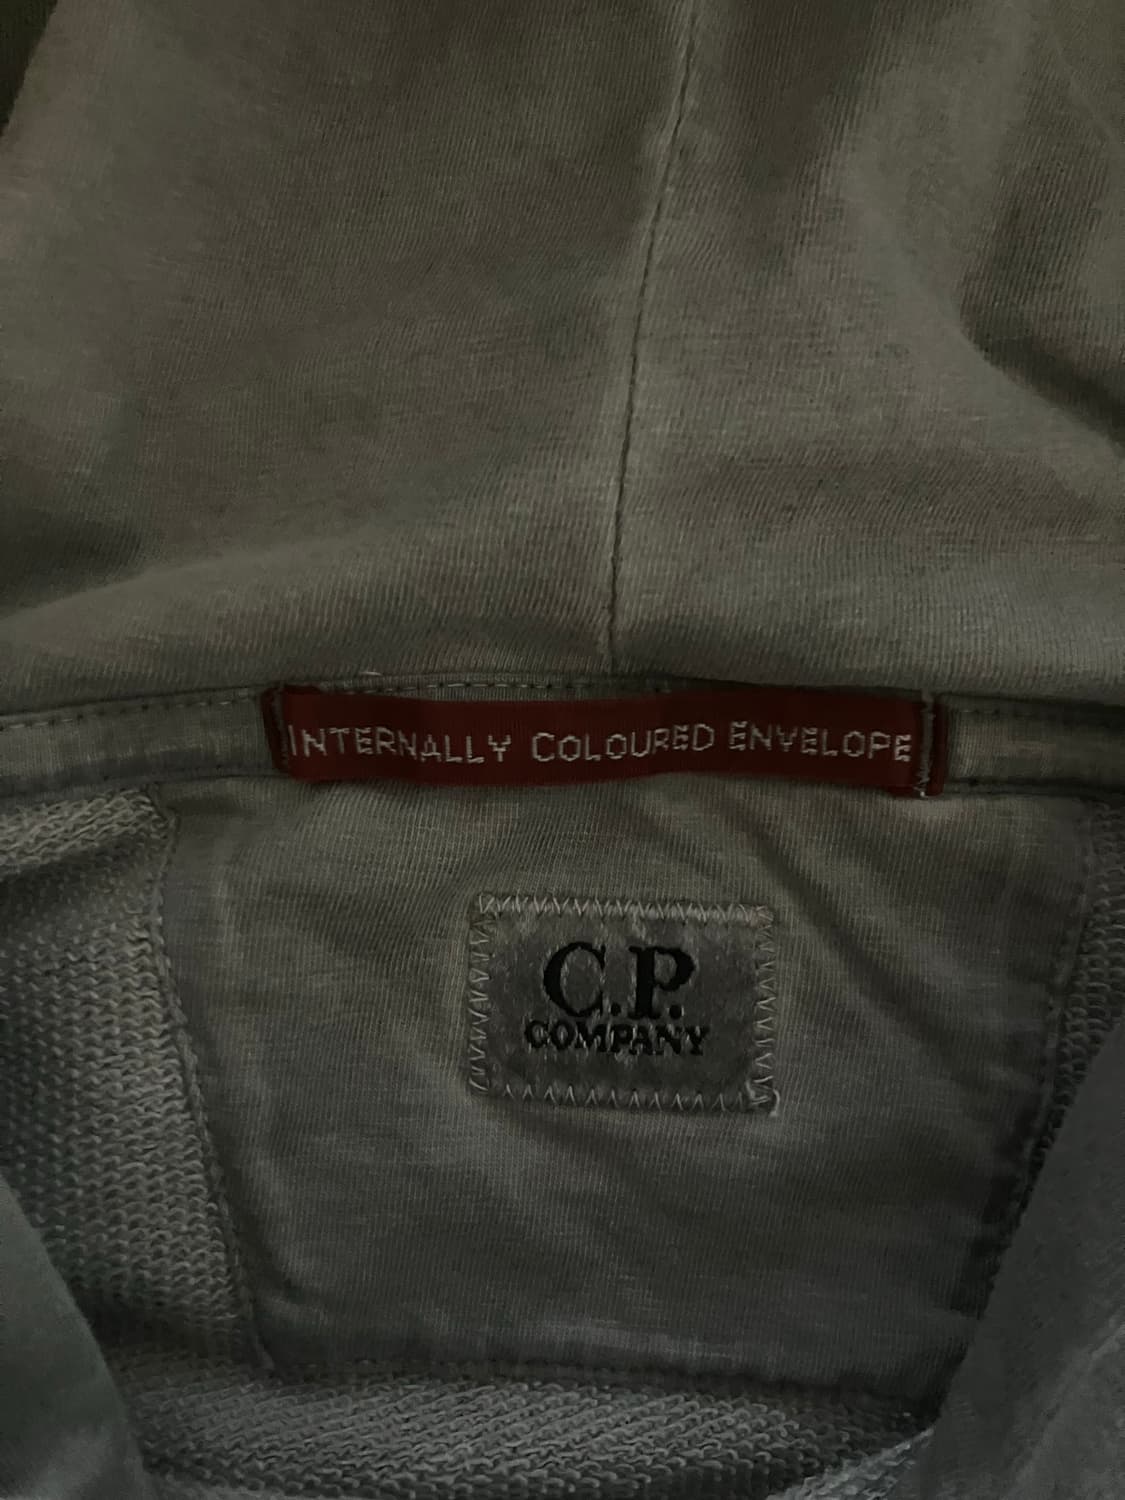 INTERNALLY COLOURED ENVELOPE
C.P.
COMPANY